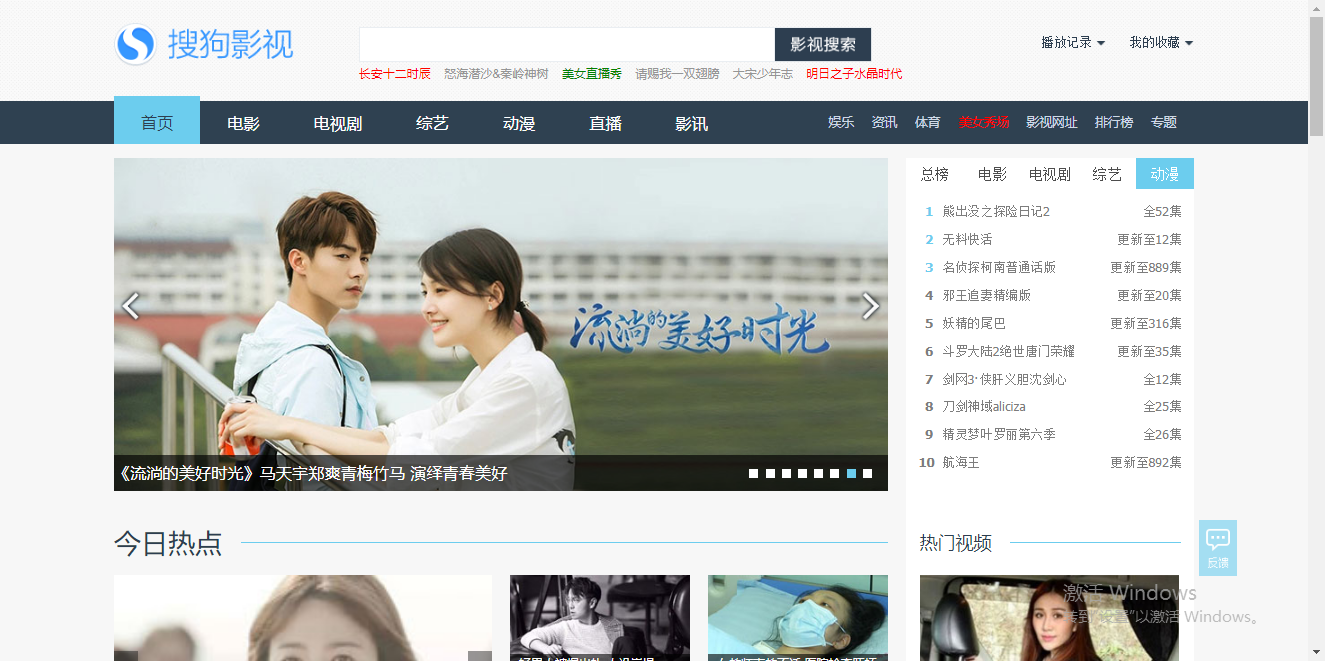 搜狗影视
影视搜索
播放记录
我的收藏
长安十二时辰 怒海潜沙&秦岭神树 美女直播秀 请赐我一双翅膀 大宋少年志 明日之子水晶时代
首页 电影 电视剧 综艺 动漫 直播 影讯 娱乐 资讯 体育 美女秀场 影视网址 排行榜 专题
总榜 电影 电视剧 综艺 动漫
1 熊出没之探险日记2 全52集
2 无料快活 更新至12集
3 名侦探柯南普通话版 更新至889集
4 邪王追妻精编版 更新至20集
5 妖精的尾巴 更新至316集
6 斗罗大陆2绝世唐门荣耀 更新至35集
7 剑网3·侠肝义胆沈剑心 全12集
8 刀剑神域aliciza 全25集
9 精灵梦叶罗丽第六季 全26集
10 航海王 更新至892集
流淌的美好时光
《流淌的美好时光》马天宇郑爽青梅竹马 演绎青春美好
今日热点
热门视频
反馈
激活 Windows
转到"设置"以激活 Windows。